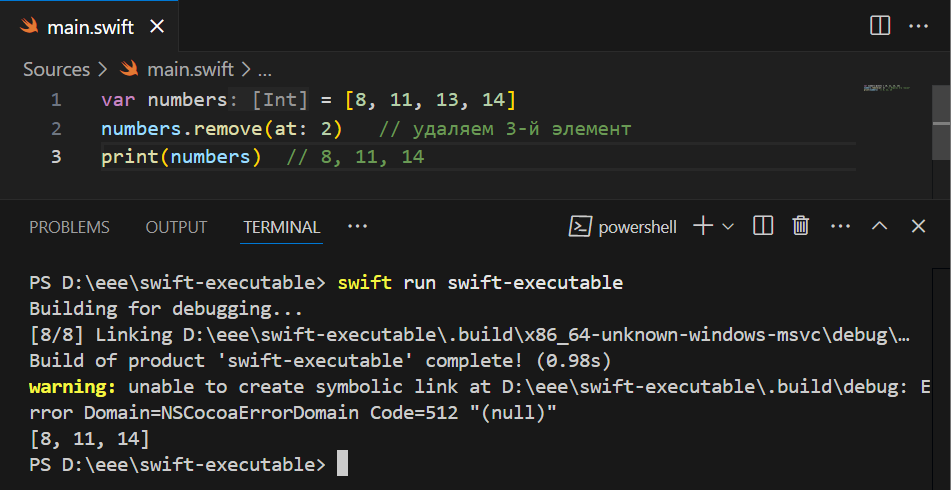 main.swift
Sources > main.swift > ...
1 var numbers: [Int] = [8, 11, 13, 14]
2 numbers.remove(at: 2)   // удаляем 3-й элемент
3 print(numbers)  // 8, 11, 14
PROBLEMS OUTPUT TERMINAL ··· powershell
PS D:\eee\swift-executable> swift run swift-executable
Building for debugging...
[8/8] Linking D:\eee\swift-executable\.build\x86_64-unknown-windows-msvc\debug\…
Build of product 'swift-executable' complete! (0.98s)
warning: unable to create symbolic link at D:\eee\swift-executable\.build\debug: E
rror Domain=NSCocoaErrorDomain Code=512 "(null)"
[8, 11, 14]
PS D:\eee\swift-executable>